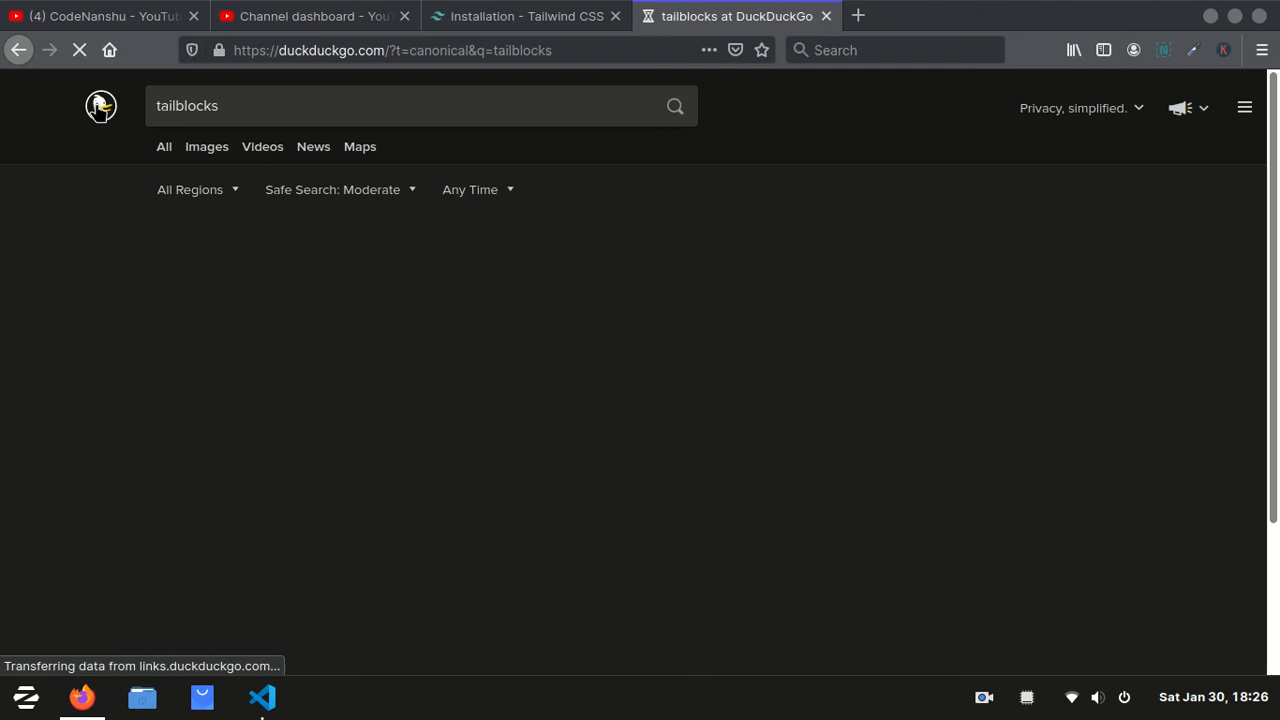 (4) CodeNanshu - YouTub
Channel dashboard - YouT
Installation - Tailwind CSS
tailblocks at DuckDuckGo
https://duckduckgo.com/?t=canonical&q=tailblocks
Search
tailblocks
Privacy, simplified.
All Images Videos News Maps
All Regions Safe Search: Moderate Any Time
Transferring data from links.duckduckgo.com...
Sat Jan 30, 18:26